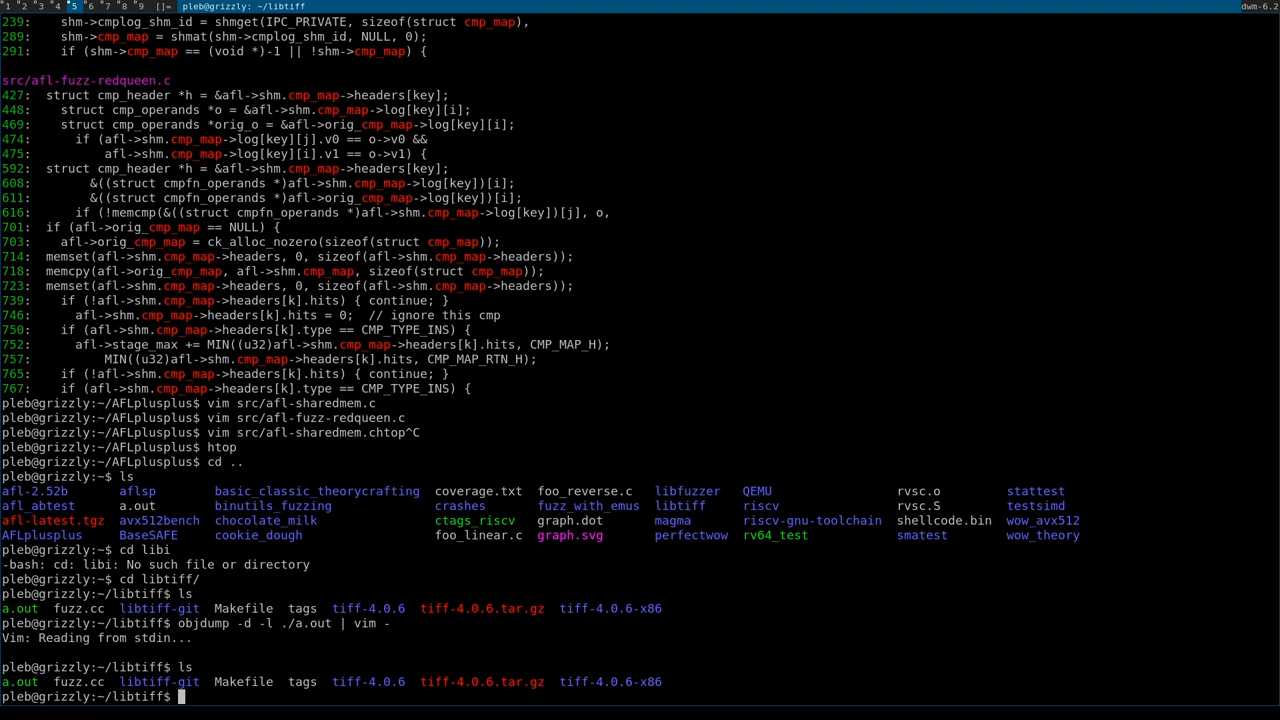 1 2 3 4 5 6 7 8 9 []= pleb@grizzly: ~/libtiff dwm-6.2
239:    shm->cmplog_shm_id = shmget(IPC_PRIVATE, sizeof(struct cmp_map),
289:    shm->cmp_map = shmat(shm->cmplog_shm_id, NULL, 0);
291:    if (shm->cmp_map == (void *)-1 || !shm->cmp_map) {
src/afl-fuzz-redqueen.c
427:  struct cmp_header *h = &afl->shm.cmp_map->headers[key];
448:    struct cmp_operands *o = &afl->shm.cmp_map->log[key][i];
469:    struct cmp_operands *orig_o = &afl->orig_cmp_map->log[key][i];
474:      if (afl->shm.cmp_map->log[key][j].v0 == o->v0 &&
475:          afl->shm.cmp_map->log[key][i].v1 == o->v1) {
592:  struct cmp_header *h = &afl->shm.cmp_map->headers[key];
608:        &((struct cmpfn_operands *)afl->shm.cmp_map->log[key])[i];
611:        &((struct cmpfn_operands *)afl->orig_cmp_map->log[key])[i];
616:      if (!memcmp(&((struct cmpfn_operands *)afl->shm.cmp_map->log[key])[j], o,
701:  if (afl->orig_cmp_map == NULL) {
703:    afl->orig_cmp_map = ck_alloc_nozero(sizeof(struct cmp_map));
714:  memset(afl->shm.cmp_map->headers, 0, sizeof(afl->shm.cmp_map->headers));
718:  memcpy(afl->orig_cmp_map, afl->shm.cmp_map, sizeof(struct cmp_map));
723:  memset(afl->shm.cmp_map->headers, 0, sizeof(afl->shm.cmp_map->headers));
739:    if (!afl->shm.cmp_map->headers[k].hits) { continue; }
746:      afl->shm.cmp_map->headers[k].hits = 0;  // ignore this cmp
750:    if (afl->shm.cmp_map->headers[k].type == CMP_TYPE_INS) {
752:      afl->stage_max += MIN((u32)afl->shm.cmp_map->headers[k].hits, CMP_MAP_H);
757:          MIN((u32)afl->shm.cmp_map->headers[k].hits, CMP_MAP_RTN_H);
765:    if (!afl->shm.cmp_map->headers[k].hits) { continue; }
767:    if (afl->shm.cmp_map->headers[k].type == CMP_TYPE_INS) {
pleb@grizzly:~/AFLplusplus$ vim src/afl-sharedmem.c
pleb@grizzly:~/AFLplusplus$ vim src/afl-fuzz-redqueen.c
pleb@grizzly:~/AFLplusplus$ vim src/afl-sharedmem.chtop^C
pleb@grizzly:~/AFLplusplus$ htop
pleb@grizzly:~/AFLplusplus$ cd ..
pleb@grizzly:~$ ls
afl-2.52b aflsp basic_classic_theorycrafting coverage.txt foo_reverse.c libfuzzer QEMU rvsc.o stattest
afl_abtest a.out binutils_fuzzing crashes fuzz_with_emus libtiff riscv rvsc.S testsimd
afl-latest.tgz avx512bench chocolate_milk ctags_riscv graph.dot magma riscv-gnu-toolchain shellcode.bin wow_avx512
AFLplusplus BaseSAFE cookie_dough foo_linear.c graph.svg perfectwow rv64_test smatest wow_theory
pleb@grizzly:~$ cd libi
-bash: cd: libi: No such file or directory
pleb@grizzly:~$ cd libtiff/
pleb@grizzly:~/libtiff$ ls
a.out fuzz.cc libtiff-git Makefile tags tiff-4.0.6 tiff-4.0.6.tar.gz tiff-4.0.6-x86
pleb@grizzly:~/libtiff$ objdump -d -l ./a.out | vim -
Vim: Reading from stdin...
pleb@grizzly:~/libtiff$ ls
a.out fuzz.cc libtiff-git Makefile tags tiff-4.0.6 tiff-4.0.6.tar.gz tiff-4.0.6-x86
pleb@grizzly:~/libtiff$